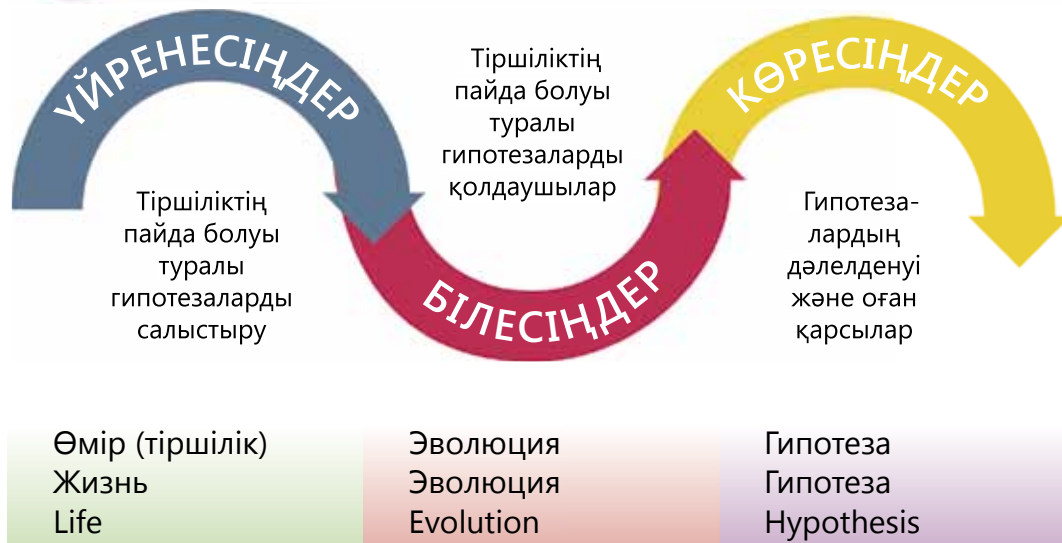 ҮЙРЕНЕСІҢДЕР
Тіршіліктің
пайда болуы
туралы
гипотезаларды
салыстыру
БІЛЕСІҢДЕР
Тіршіліктің
пайда болуы
туралы
гипотезаларды
қолдаушылар
КӨРЕСІҢДЕР
Гипотеза-
лардың
дәлелденуі
және оған
қарсылар
Өмір (тіршілік)
Жизнь
Life
Эволюция
Эволюция
Evolution
Гипотеза
Гипотеза
Hypothesis